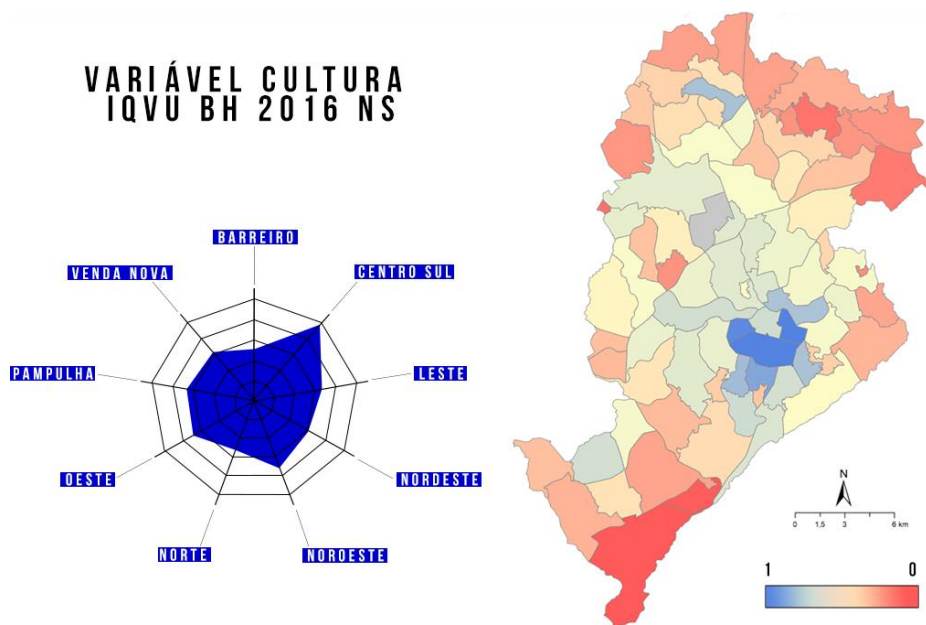 VARIÁVEL CULTURA
IQVU BH 2016 NS
BARREIRO
VENDA NOVA
CENTRO SUL
PAMPULHA
LESTE
OESTE
NORDESTE
NORTE
NOROESTE
N
0 1,5 3 6 km
1 0